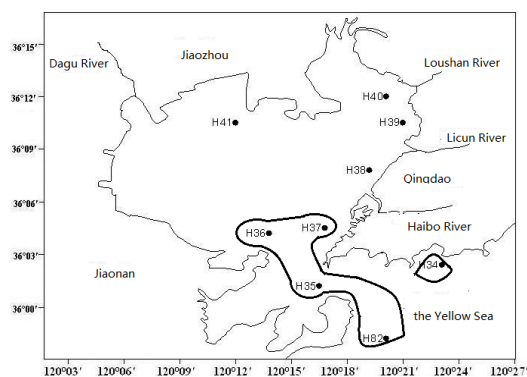 36°15'
Jiaozhou
Dagu River
Loushan River
36°12'
H40
H41
H39
36°09'
Licun River
H38
Qingdao
36°06'
H37
Haibo River
H36
36°03'
H34
Jiaonan
H35
36°08'
the Yellow Sea
H82
120°03' 120°06' 120°09' 120°12' 120°15' 120°18' 120°21' 120°24' 120°27'